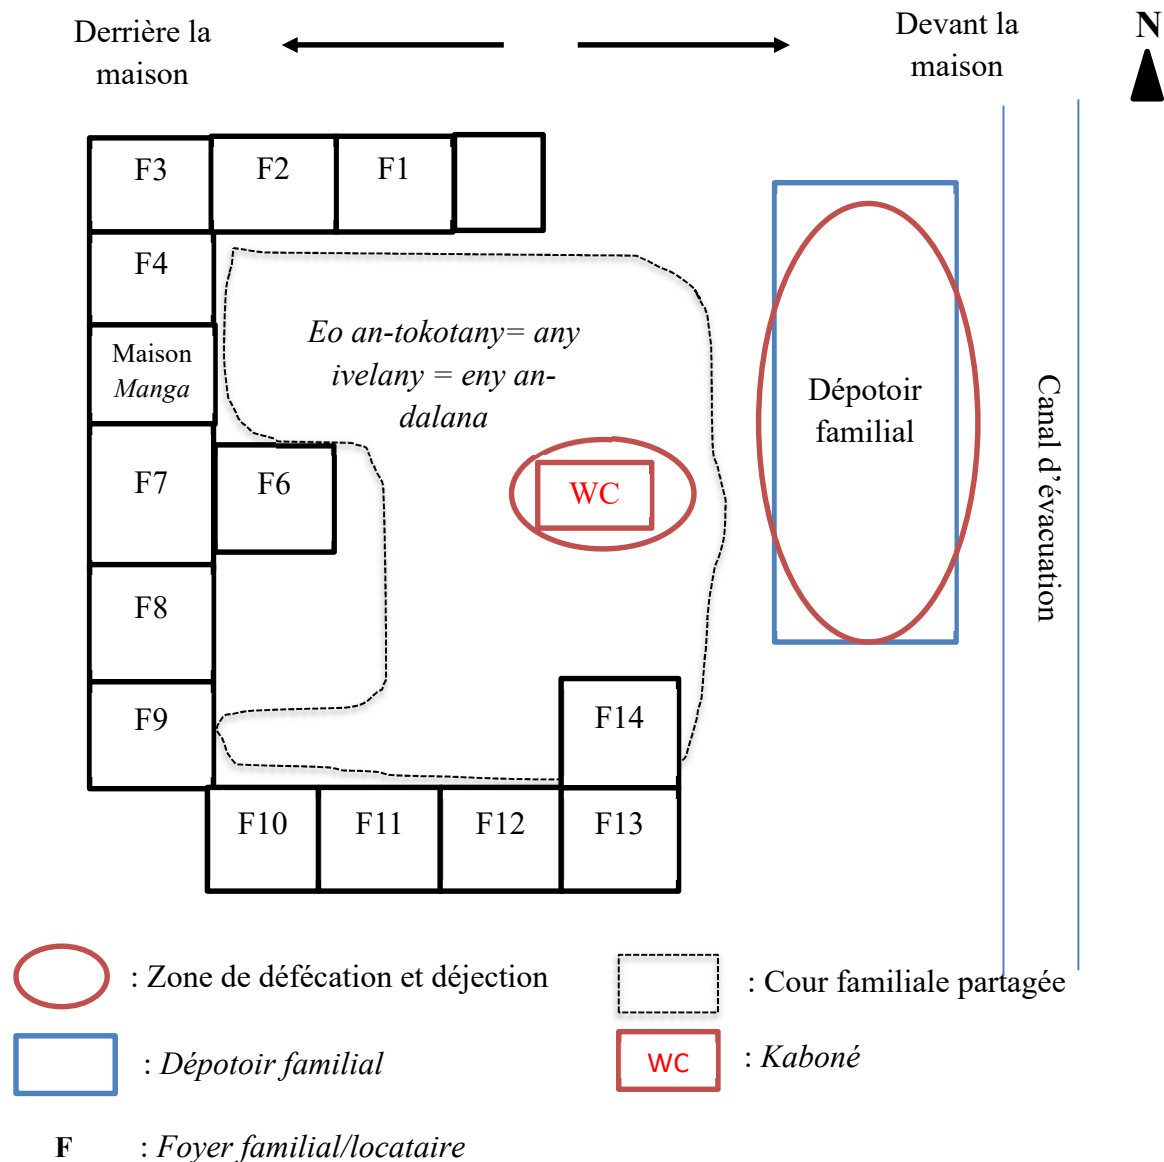 Derrière la
maison
Devant la
maison
N
F3
F2
F1
F4
Maison
Manga
Eo an-tokotany= any
ivelany = eny an-
dalana
Dépotoir
familial
Canal d’évacuation
F7
F6
WC
F8
F9
F14
F10
F11
F12
F13
: Zone de défécation et déjection
: Cour familiale partagée
: Dépotoir familial
WC
: Kaboné
F
: Foyer familial/locataire